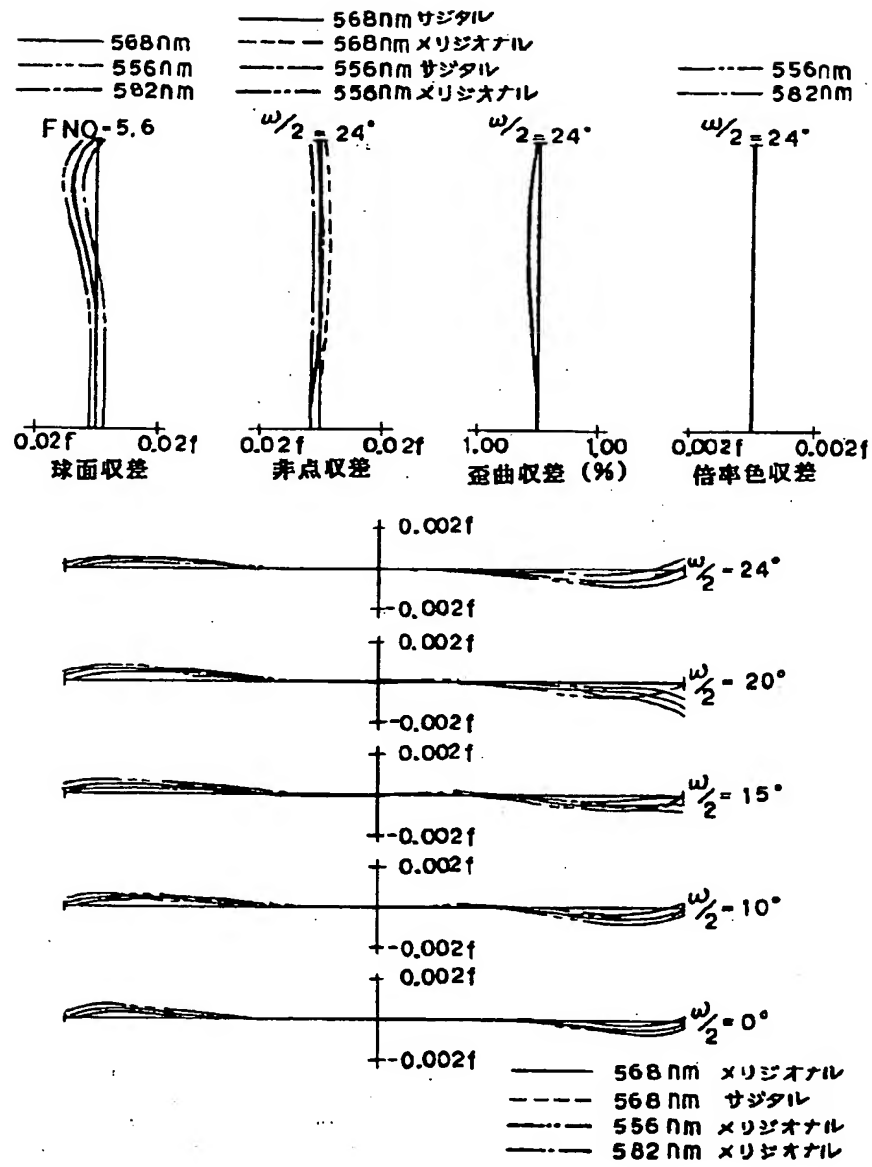 568nm
556nm
582nm
568nm サジタル
568nm メリジオナル
556nm サジタル
556nm メリジオナル
556nm
582nm
FNO=5.6
ω/2 = 24°
ω/2 = 24°
ω/2 = 24°
0.02f 0.02f
球面収差
0.02f 0.02f
非点収差
1.00 1.00
歪曲収差 (%)
0.002f 0.002f
倍率色収差
0.002f
ω/2 = 24°
-0.002f
0.002f
ω/2 = 20°
-0.002f
0.002f
ω/2 = 15°
-0.002f
0.002f
ω/2 = 10°
-0.002f
0.002f
ω/2 = 0°
-0.002f
568nm メリジオナル
568nm サジタル
556nm メリジオナル
582nm メリジオナル